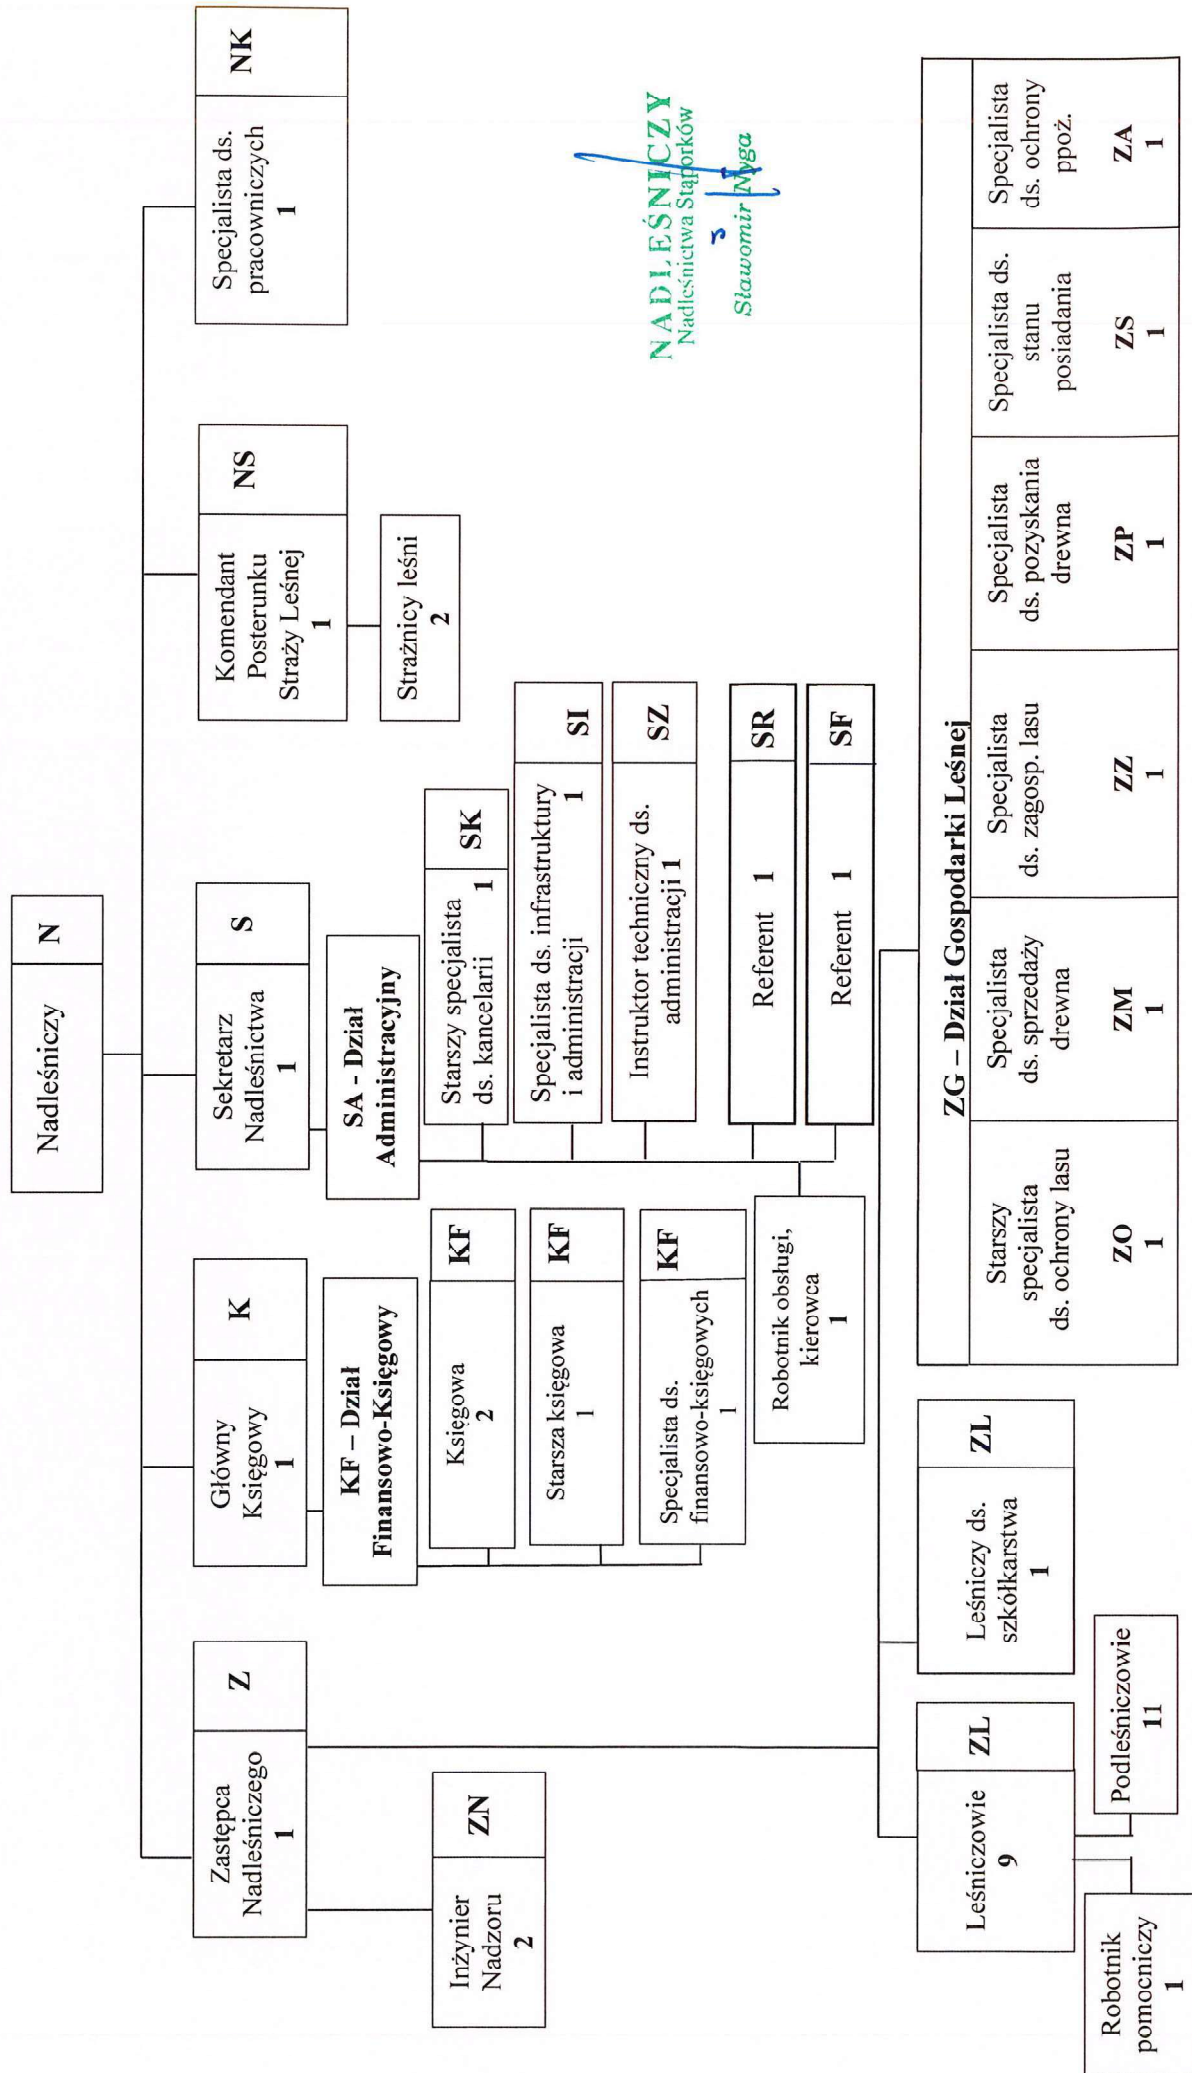 Nadleśniczy
N
Zastępca
Nadleśniczego
1
Z
Główny
Księgowy
1
K
Sekretarz
Nadleśnictwa
1
S
Komendant
Posterunku
Straży Leśnej
1
NS
Specjalista ds.
pracowniczych
1
NK
Strażnicy leśni
2
Inżynier
Nadzoru
2
ZN
KF – Dział
Finansowo-Księgowy
Księgowa
2
KF
Starsza księgowa
1
KF
Specjalista ds.
finansowo-księgowych
1
KF
SA - Dział
Administracyjny
Starszy specjalista
ds. kancelarii 1
SK
Specjalista ds. infrastruktury
i administracji 1
SI
Instruktor techniczny ds.
administracji 1
SZ
Referent 1
SR
Referent 1
SF
Robotnik obsługi,
kierowca
1
NADLEŚNICZY
Nadleśnictwa Stąporków
Sławomir Nyga
Leśniczowie
9
ZL
Leśniczy ds.
szkółkarstwa
1
ZL
Robotnik
pomocniczy
1
Podleśniczowie
11
ZG – Dział Gospodarki Leśnej
Starszy
specjalista
ds. ochrony lasu
ZO
1
Specjalista
ds. sprzedaży
drewna
ZM
1
Specjalista
ds. zagosp. lasu
ZZ
1
Specjalista
ds. pozyskania
drewna
ZP
1
Specjalista ds.
stanu
posiadania
ZS
1
Specjalista
ds. ochrony
ppoż.
ZA
1